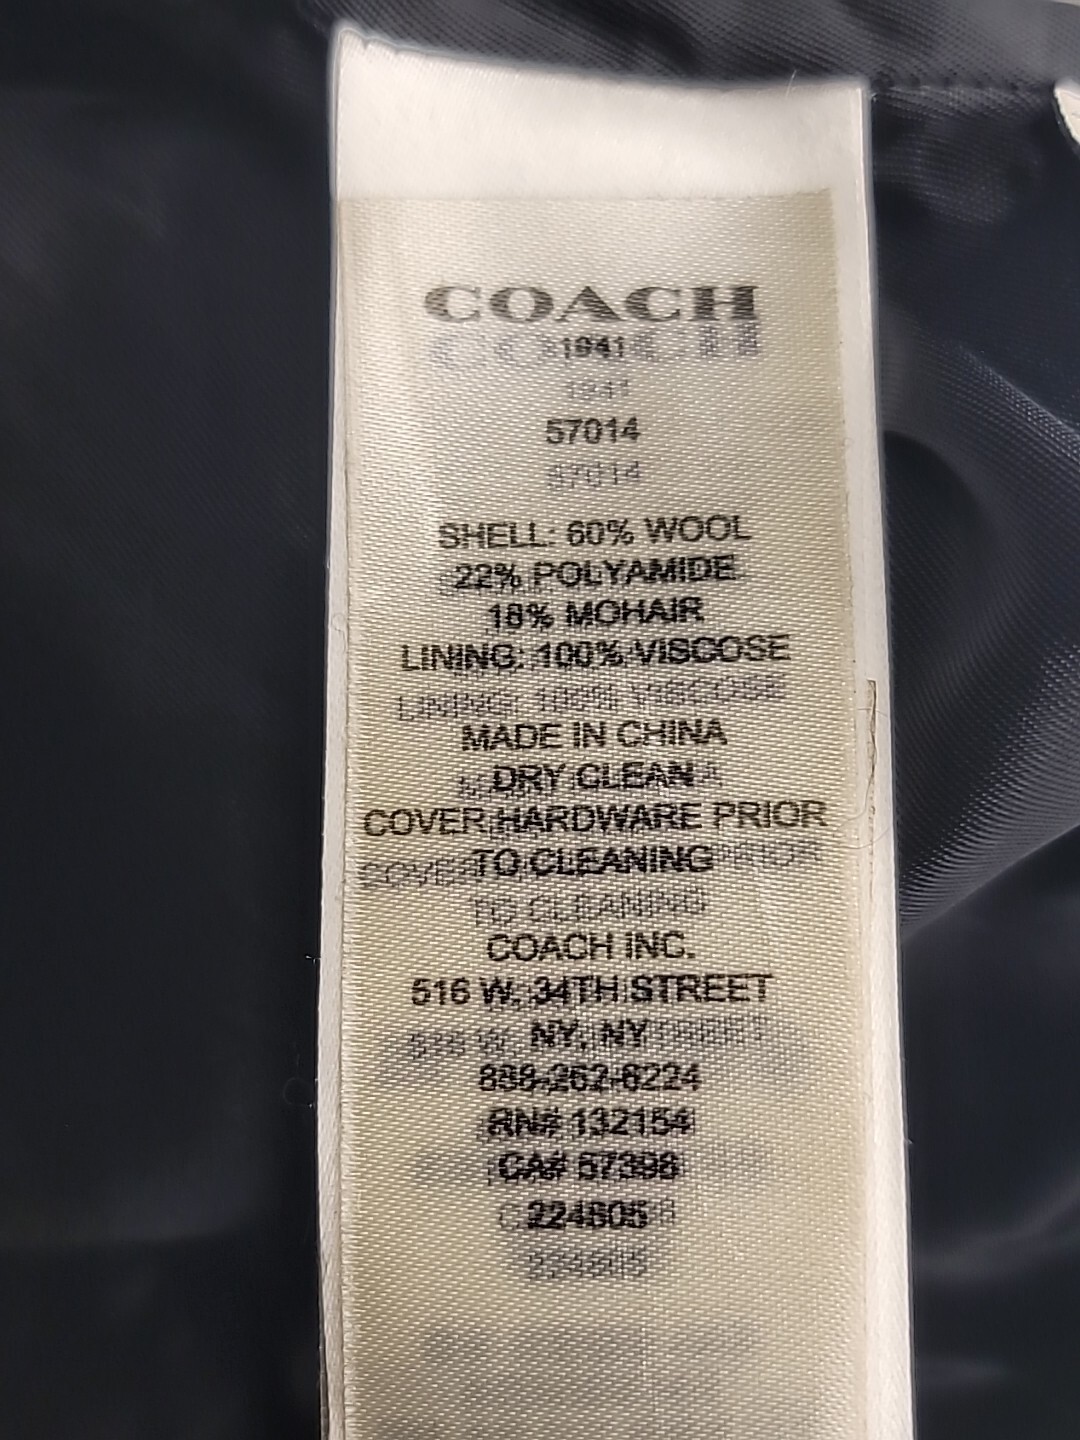 COACH
1941
57014
SHELL: 60% WOOL
22% POLYAMIDE
18% MOHAIR
LINING: 100% VISCOSE
MADE IN CHINA
DRY CLEAN
COVER HARDWARE PRIOR
TO CLEANING
COACH INC.
516 W. 34TH STREET
NY, NY
888-262-6224
RN# 132154
CA# 57398
224805